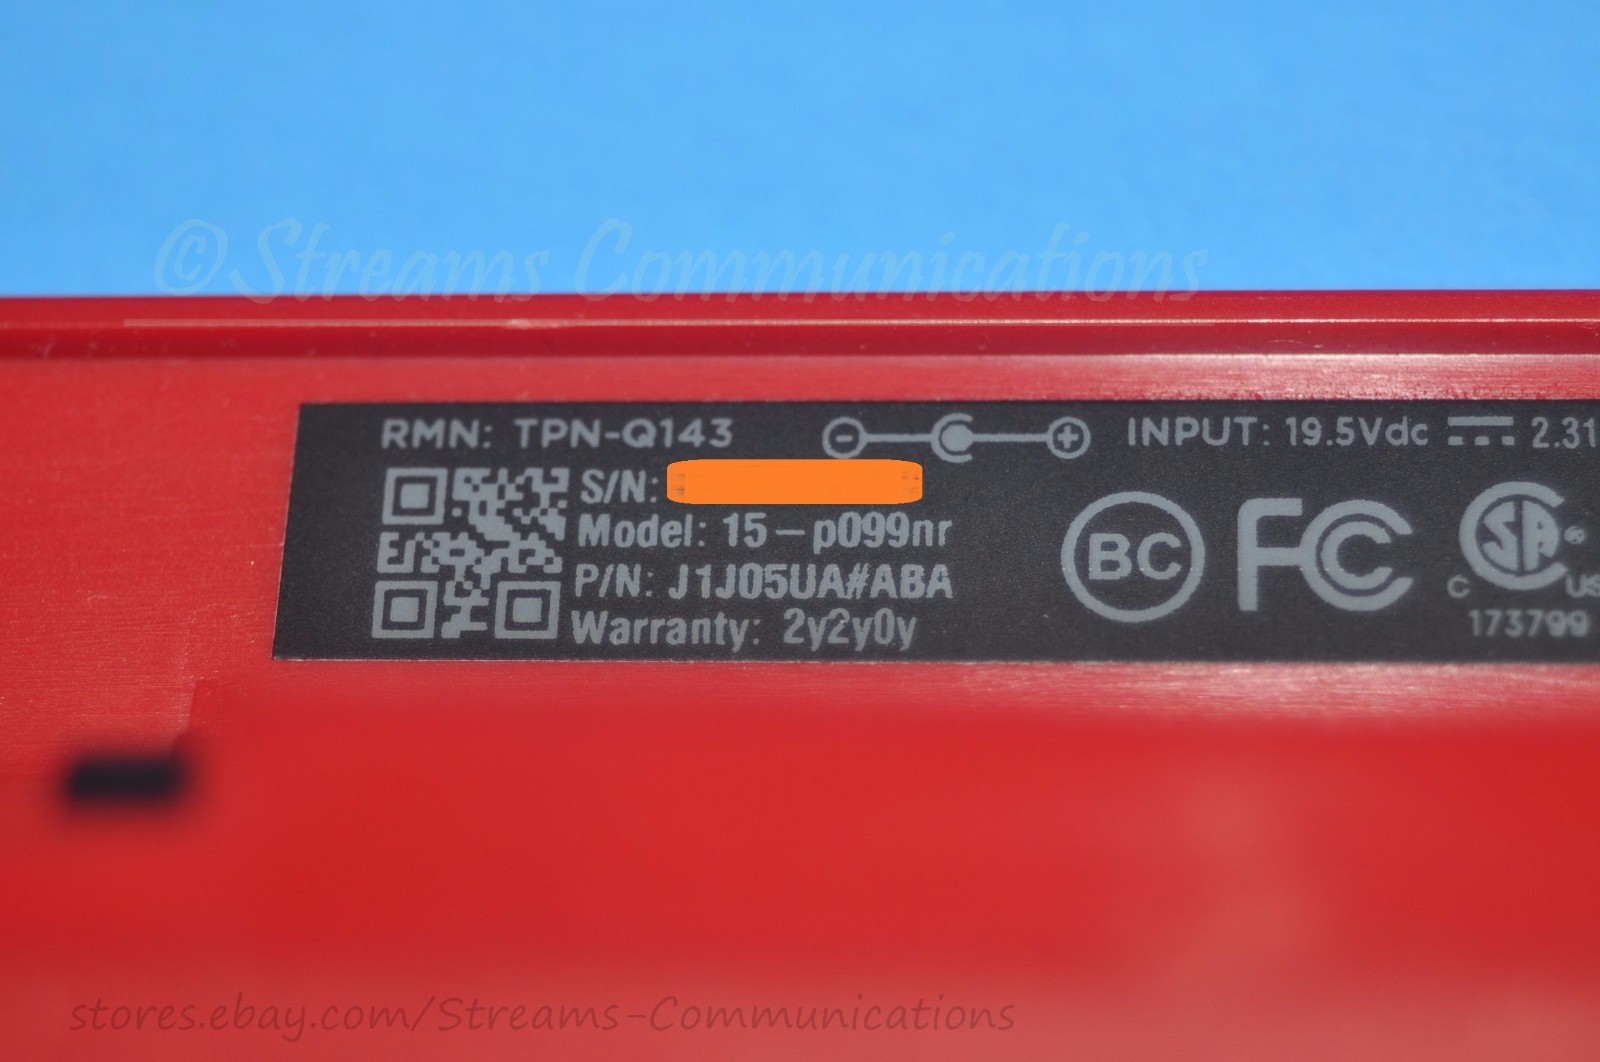 ©Streams Communications
RMN: TPN-Q143
INPUT: 19.5Vdc 2.31
S/N:
Model: 15-p099nr
P/N: J1J05UA#ABA
Warranty: 2y2y0y
BC
FC
SA®
C US
173799
stores.ebay.com/Streams-Communications